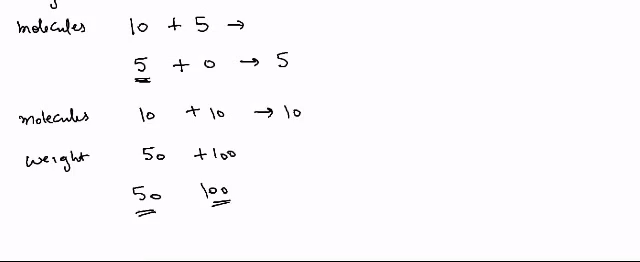 molecules 10 + 5 →
5 + 0 → 5
molecules 10 + 10 → 10
weight 50 + 100
50 100